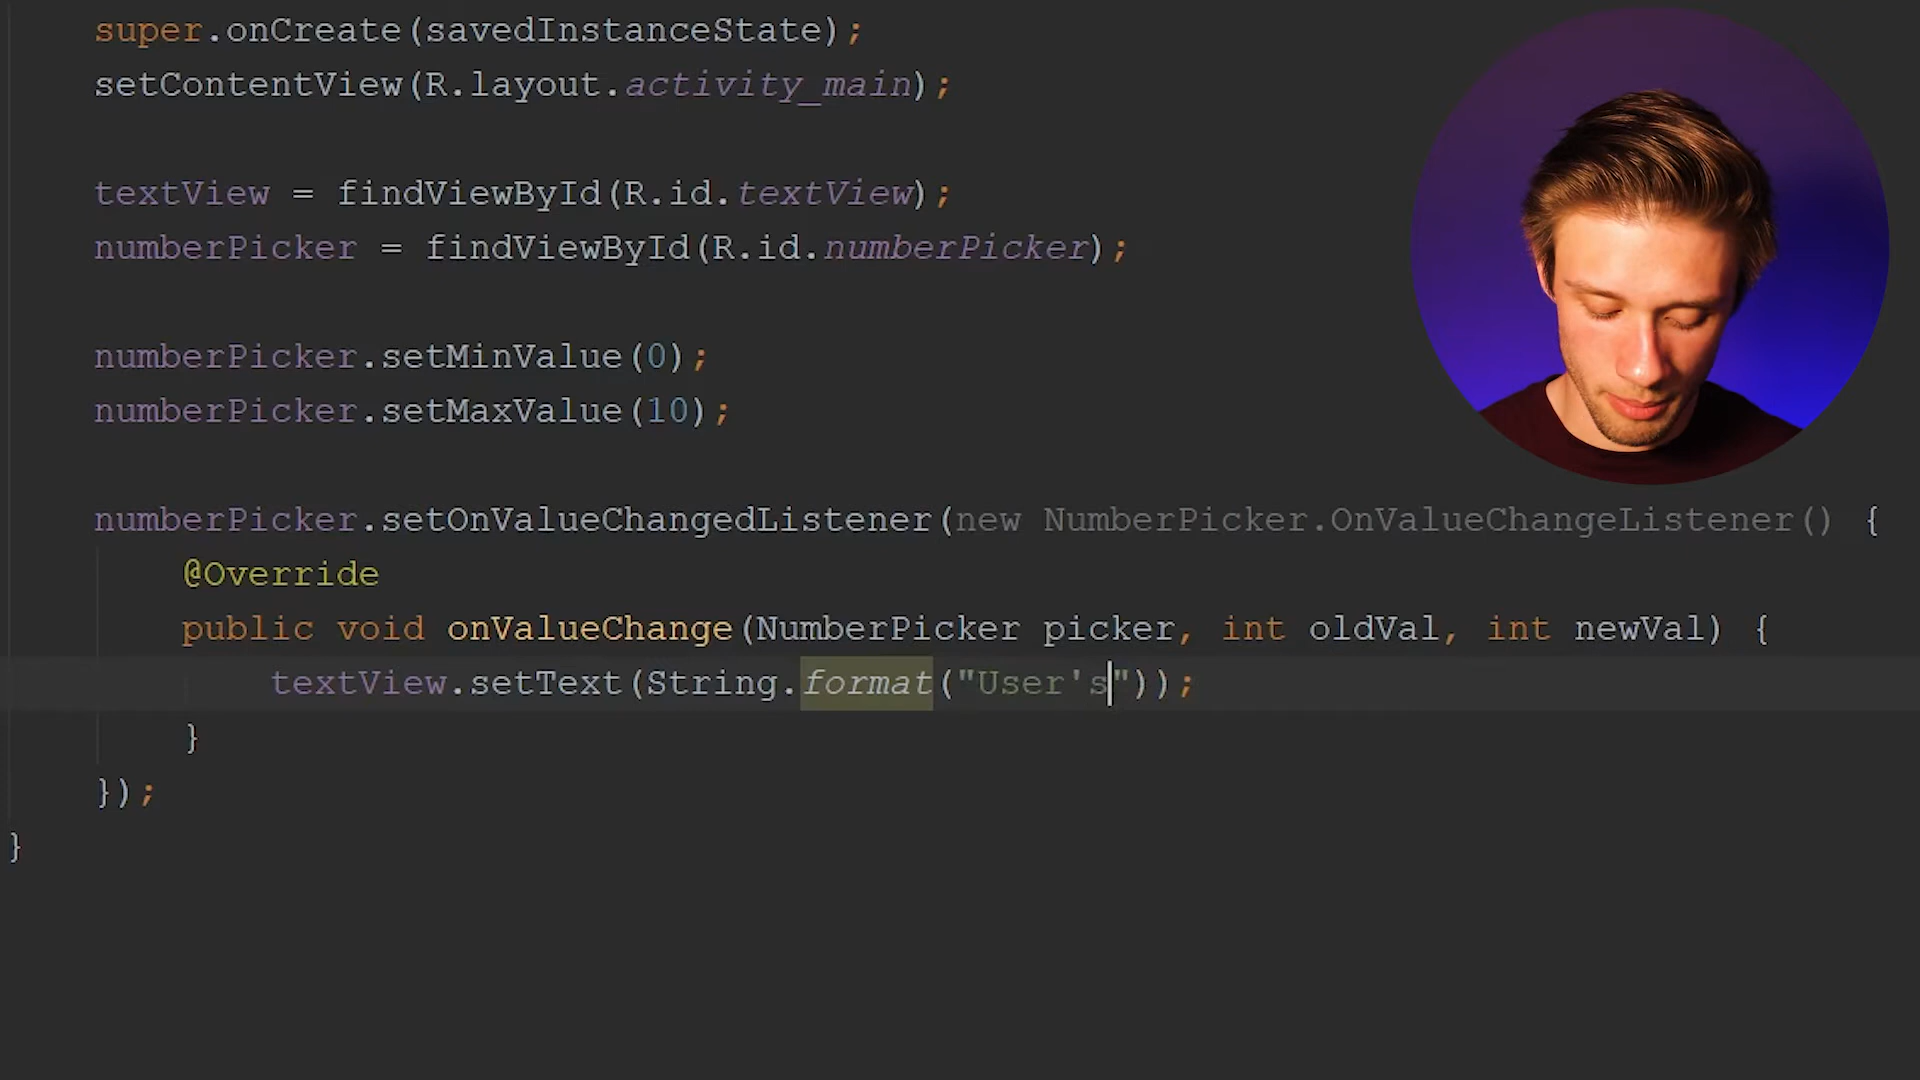 super.onCreate(savedInstanceState);
setContentView(R.layout.activity_main);
textView = findViewById(R.id.textView);
numberPicker = findViewById(R.id.numberPicker);
numberPicker.setMinValue(0);
numberPicker.setMaxValue(10);
numberPicker.setOnValueChangedListener(new NumberPicker.OnValueChangeListener() {
@Override
public void onValueChange(NumberPicker picker, int oldVal, int newVal) {
textView.setText(String.format("User's"));
}
});
}